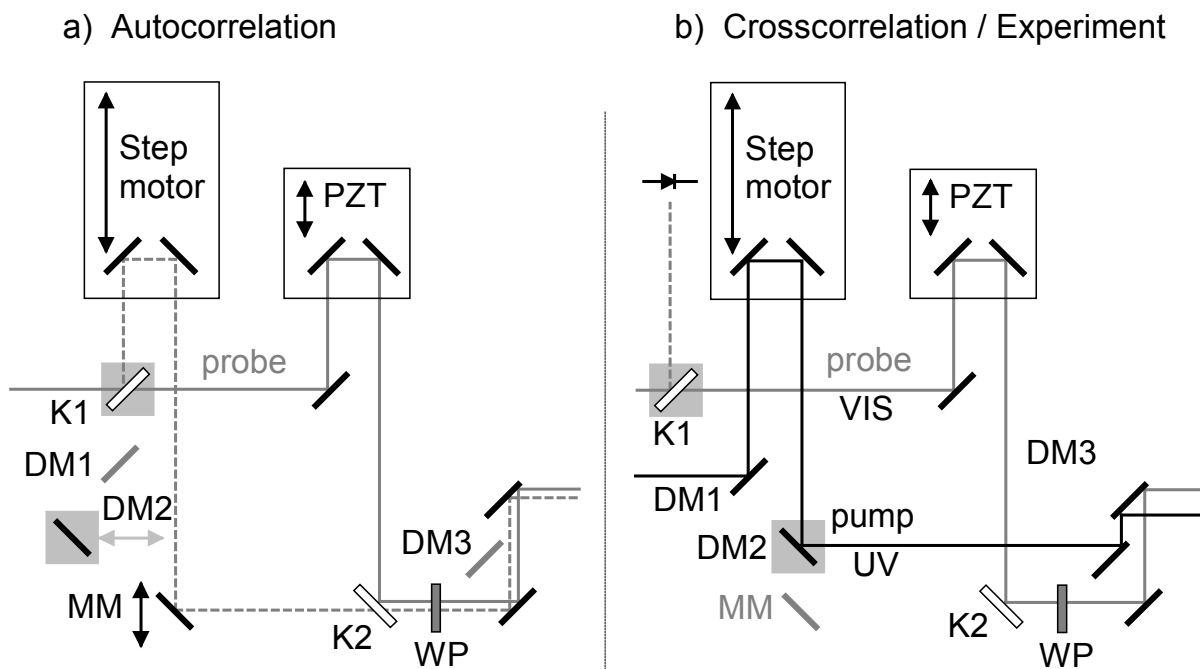 a) Autocorrelation
Step
motor
PZT
probe
K1
DM1
DM2
DM3
MM
K2
WP
b) Crosscorrelation / Experiment
Step
motor
PZT
probe
VIS
K1
DM3
DM1
pump
DM2
UV
MM
K2
WP